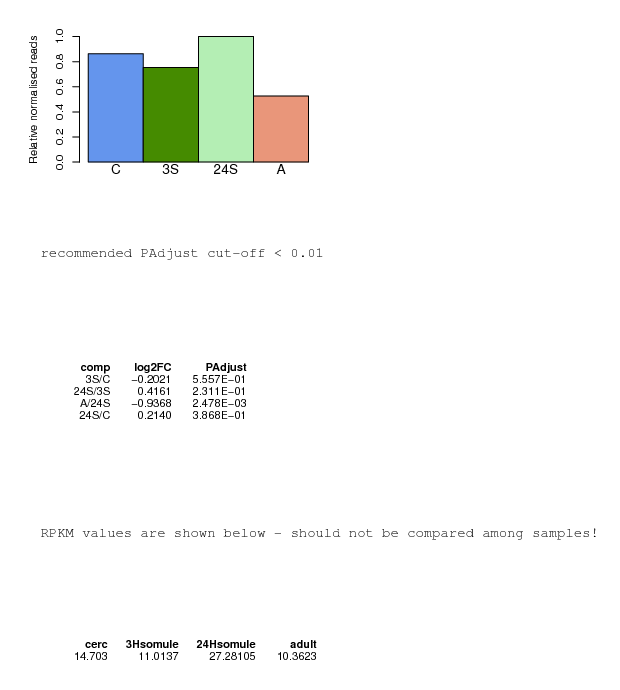 Relative normalised reads
1.0
0.8
0.6
0.4
0.2
0.0
C 3S 24S A
recommended PAdjust cut-off < 0.01
comp log2FC PAdjust
3S/C −0.2021 5.557E−01
24S/3S 0.4161 2.311E−01
A/24S −0.9368 2.478E−03
24S/C 0.2140 3.868E−01
RPKM values are shown below - should not be compared among samples!
cerc 3Hsomule 24Hsomule adult
14.703 11.0137 27.28105 10.3623